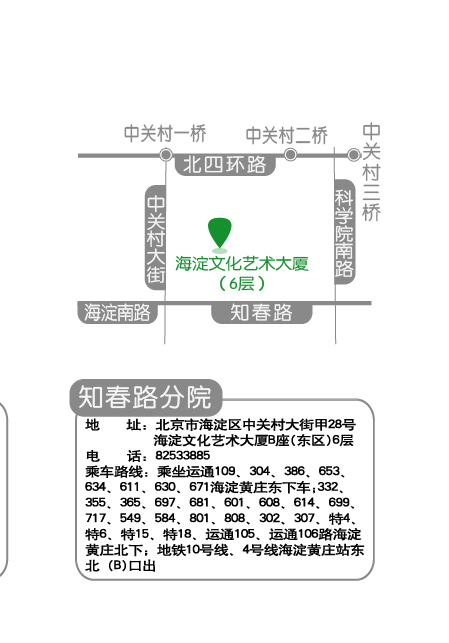 中关村一桥
中关村二桥
中关村三桥
北四环路
中关村大街
科学院南路
海淀文化艺术大厦
（6层）
海淀南路
知春路
知春路分院
地　　址：北京市海淀区中关村大街甲28号
海淀文化艺术大厦B座(东区)6层
电　　话：82533885
乘车路线：乘坐运通109、304、386、653、
634、611、630、671海淀黄庄东下车；332、
355、365、697、681、601、608、614、699、
717、549、584、801、808、302、307、特4、
特6、特15、特18、运通105、运通106路海淀
黄庄北下；地铁10号线、4号线海淀黄庄站东
北（B)口出